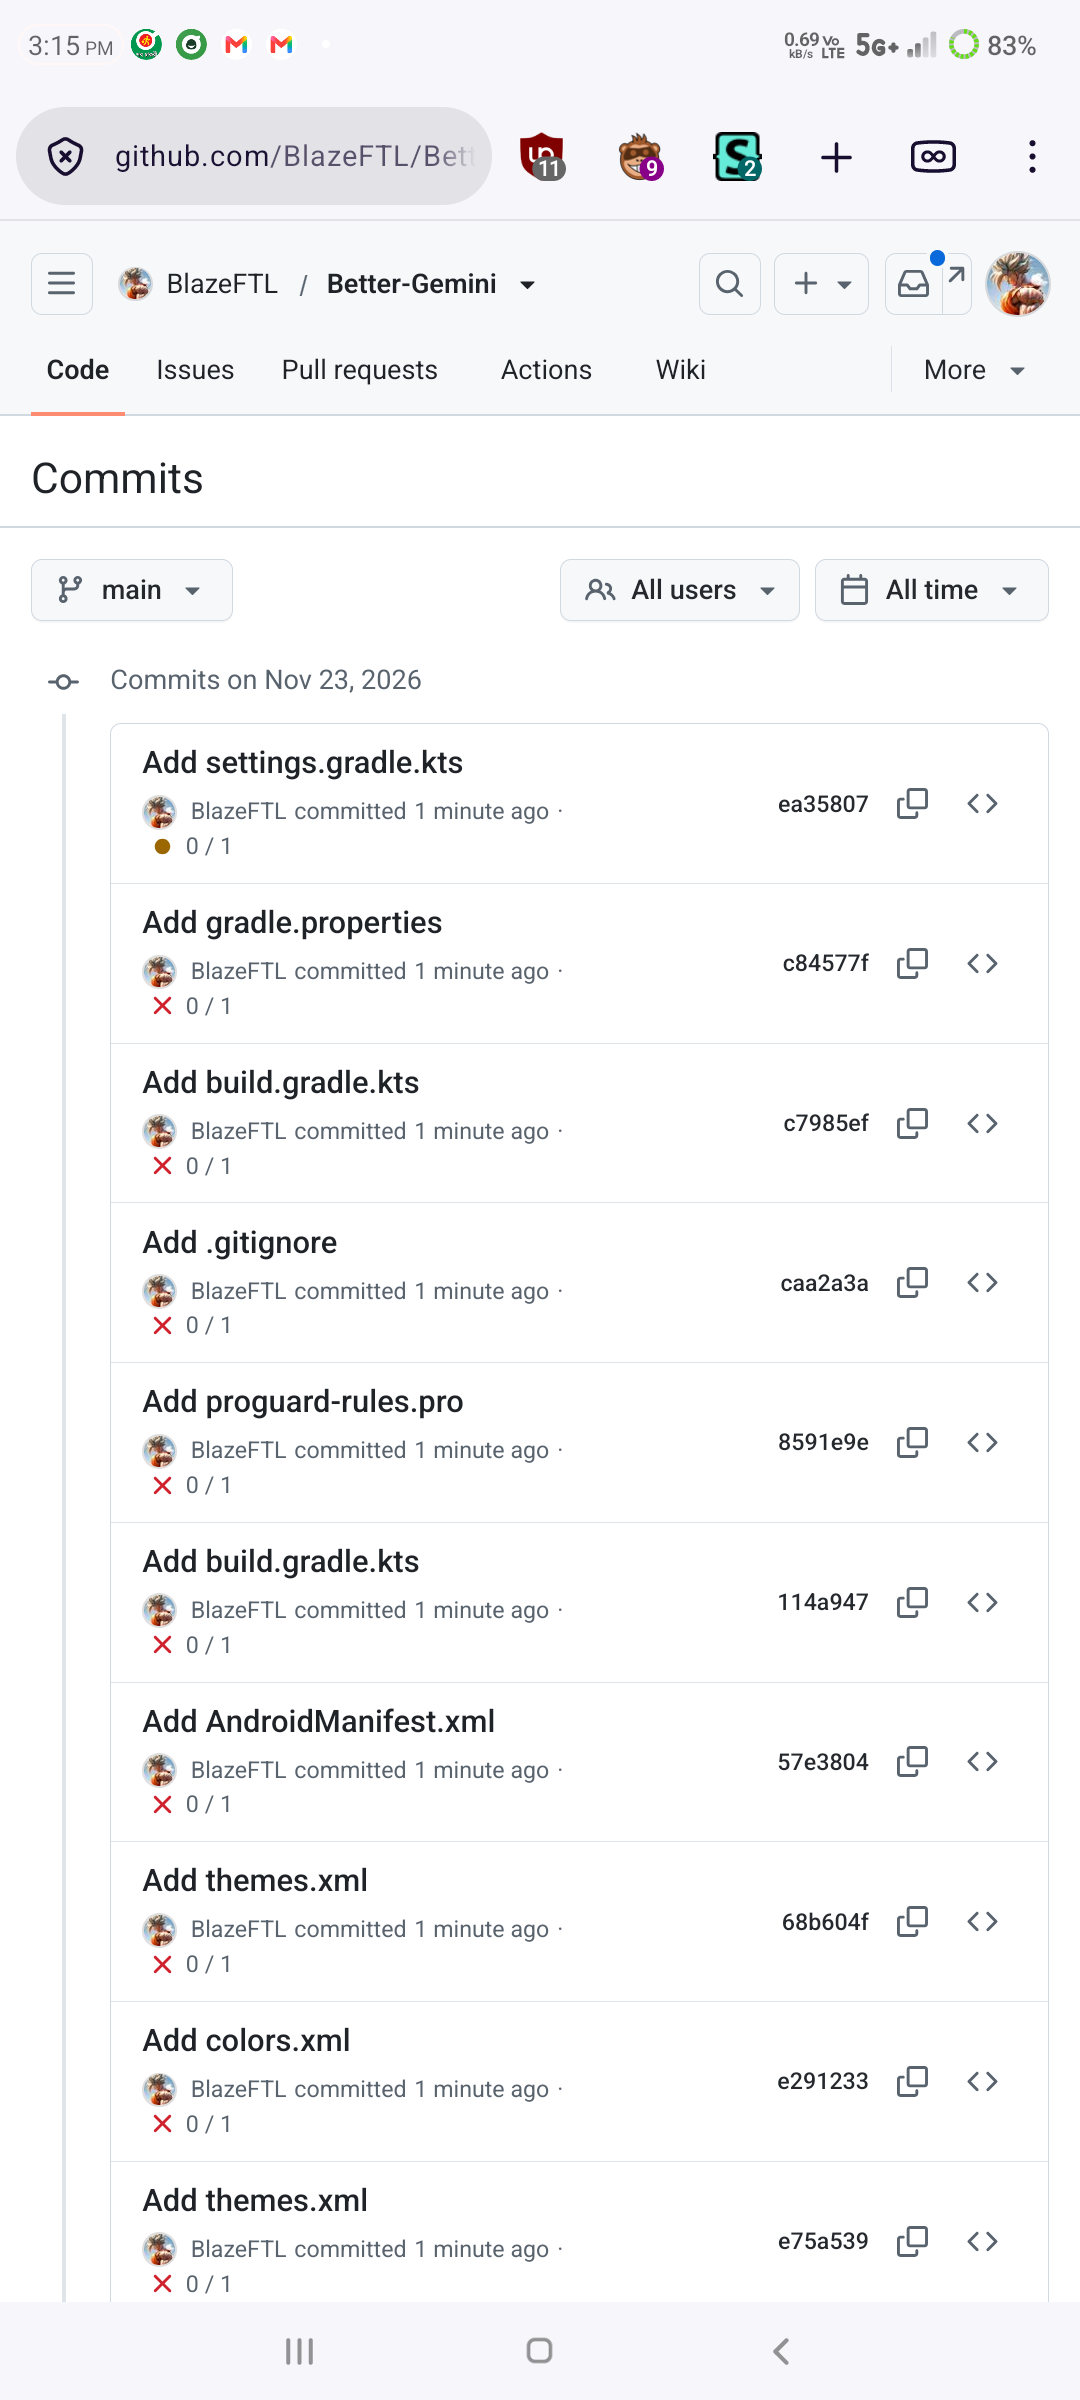 3:15 PM
0.69 kB/s Vo LTE 5G+ 83%
github.com/BlazeFTL/Bett
11
9
2
BlazeFTL / Better-Gemini
Code Issues Pull requests Actions Wiki More
Commits
main All users All time
Commits on Nov 23, 2026
Add settings.gradle.kts
BlazeFTL committed 1 minute ago ·
ea35807
0 / 1
Add gradle.properties
BlazeFTL committed 1 minute ago ·
c84577f
0 / 1
Add build.gradle.kts
BlazeFTL committed 1 minute ago ·
c7985ef
0 / 1
Add .gitignore
BlazeFTL committed 1 minute ago ·
caa2a3a
0 / 1
Add proguard-rules.pro
BlazeFTL committed 1 minute ago ·
8591e9e
0 / 1
Add build.gradle.kts
BlazeFTL committed 1 minute ago ·
114a947
0 / 1
Add AndroidManifest.xml
BlazeFTL committed 1 minute ago ·
57e3804
0 / 1
Add themes.xml
BlazeFTL committed 1 minute ago ·
68b604f
0 / 1
Add colors.xml
BlazeFTL committed 1 minute ago ·
e291233
0 / 1
Add themes.xml
BlazeFTL committed 1 minute ago ·
e75a539
0 / 1